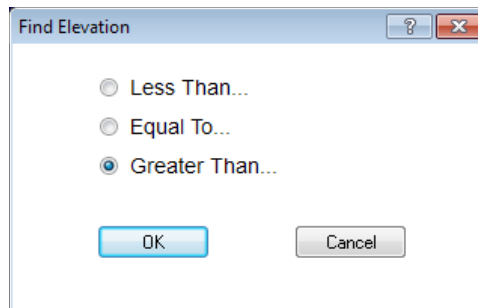 Find Elevation
?
Less Than...
Equal To...
Greater Than...
OK Cancel